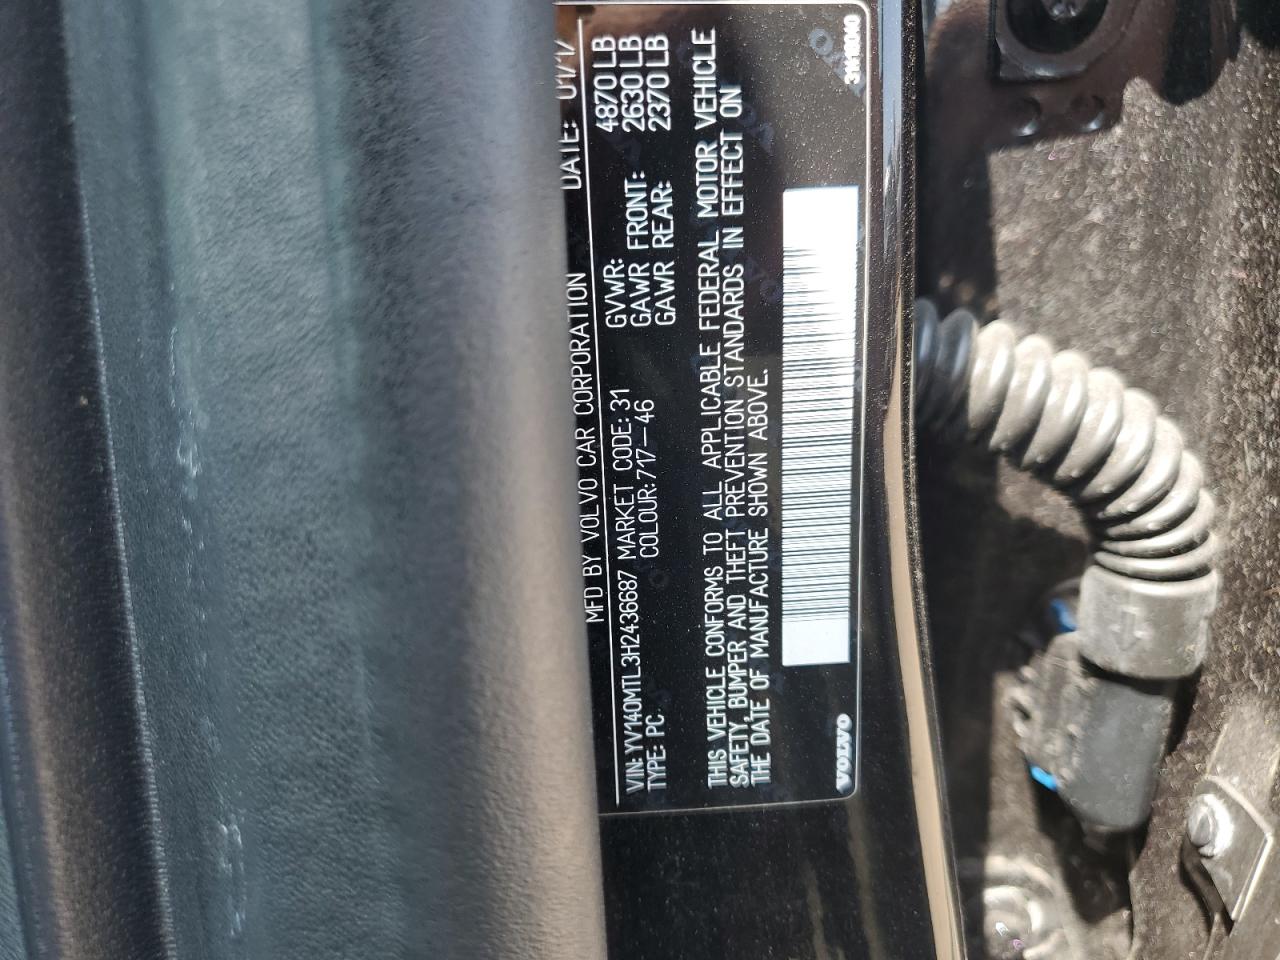 MFD BY VOLVO CAR CORPORATION DATE:
VIN: YV140MTL3H2436687 MARKET CODE: 31 GVWR: 4870 LB
TYPE: PC COLOUR: 717-46 GAWR FRONT: 2630 LB
GAWR REAR: 2370 LB
THIS VEHICLE CONFORMS TO ALL APPLICABLE FEDERAL MOTOR VEHICLE
SAFETY, BUMPER AND THEFT PREVENTION STANDARDS IN EFFECT ON
THE DATE OF MANUFACTURE SHOWN ABOVE.
VOLVO